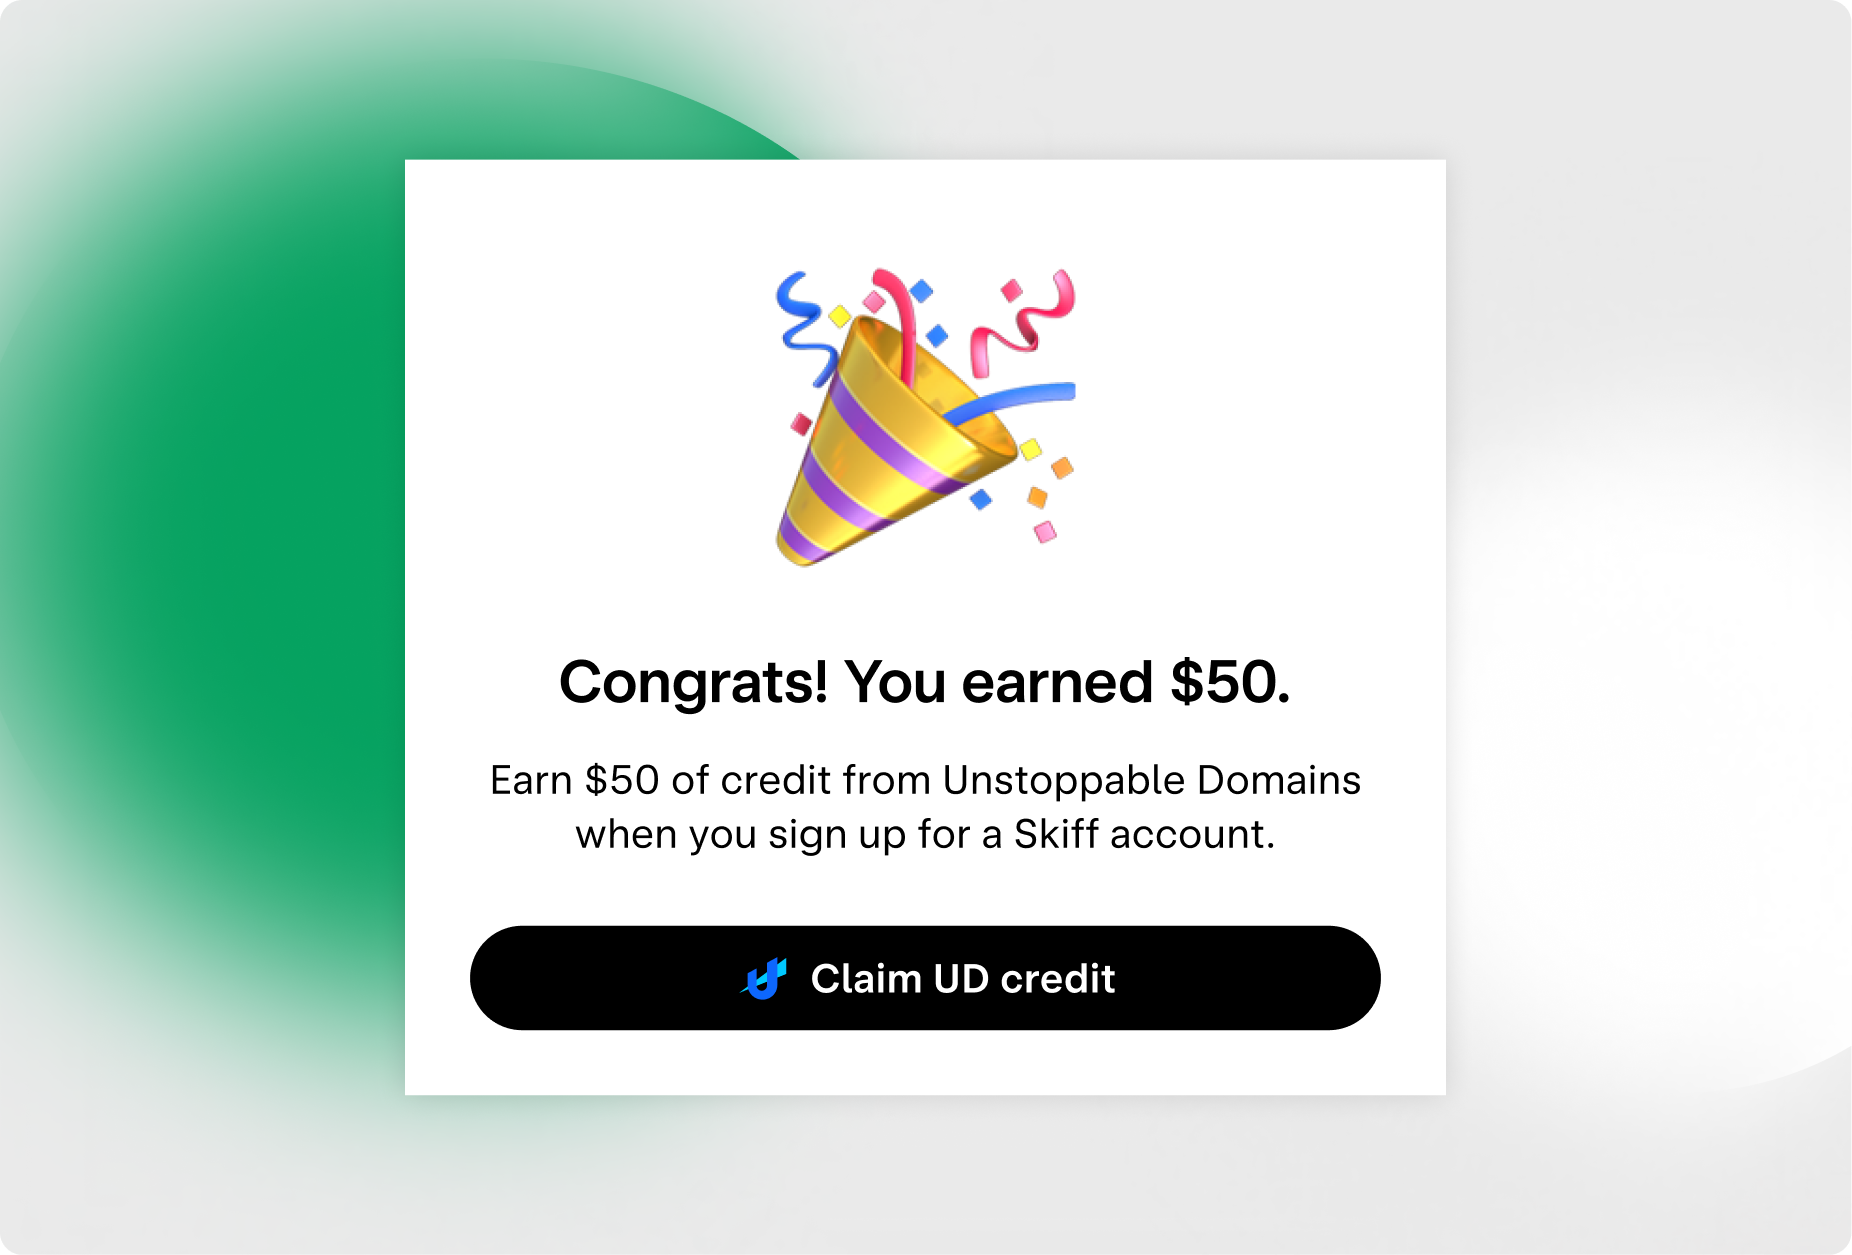 Congrats! You earned $50.
Earn $50 of credit from Unstoppable Domains
when you sign up for a Skiff account.
Claim UD credit